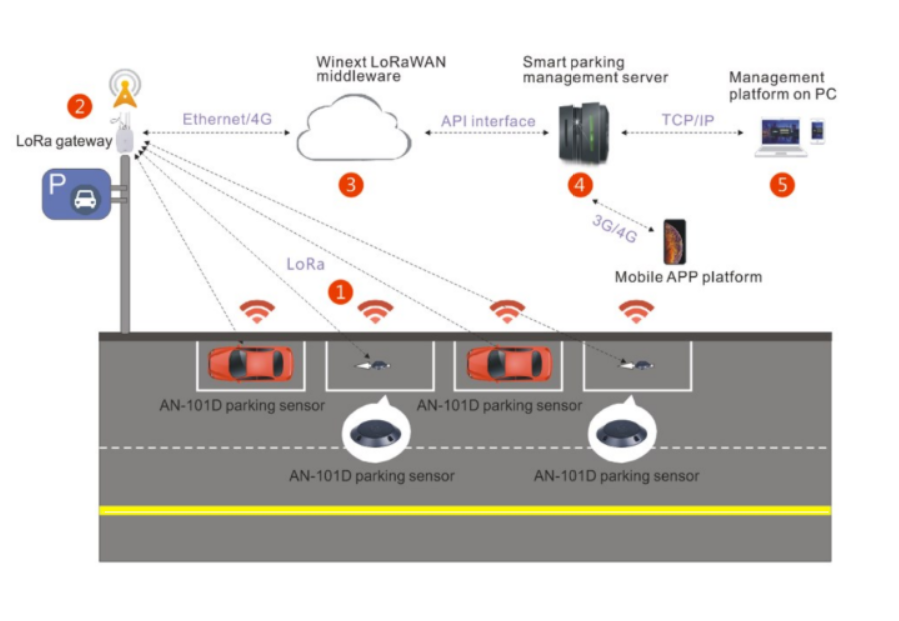 Winext LoRaWAN
middleware
Smart parking
management server
Management
platform on PC
2
Ethernet/4G
API interface
TCP/IP
LoRa gateway
3
4
5
P
3G/4G
LoRa
Mobile APP platform
1
AN-101D parking sensor
AN-101D parking sensor
AN-101D parking sensor
AN-101D parking sensor